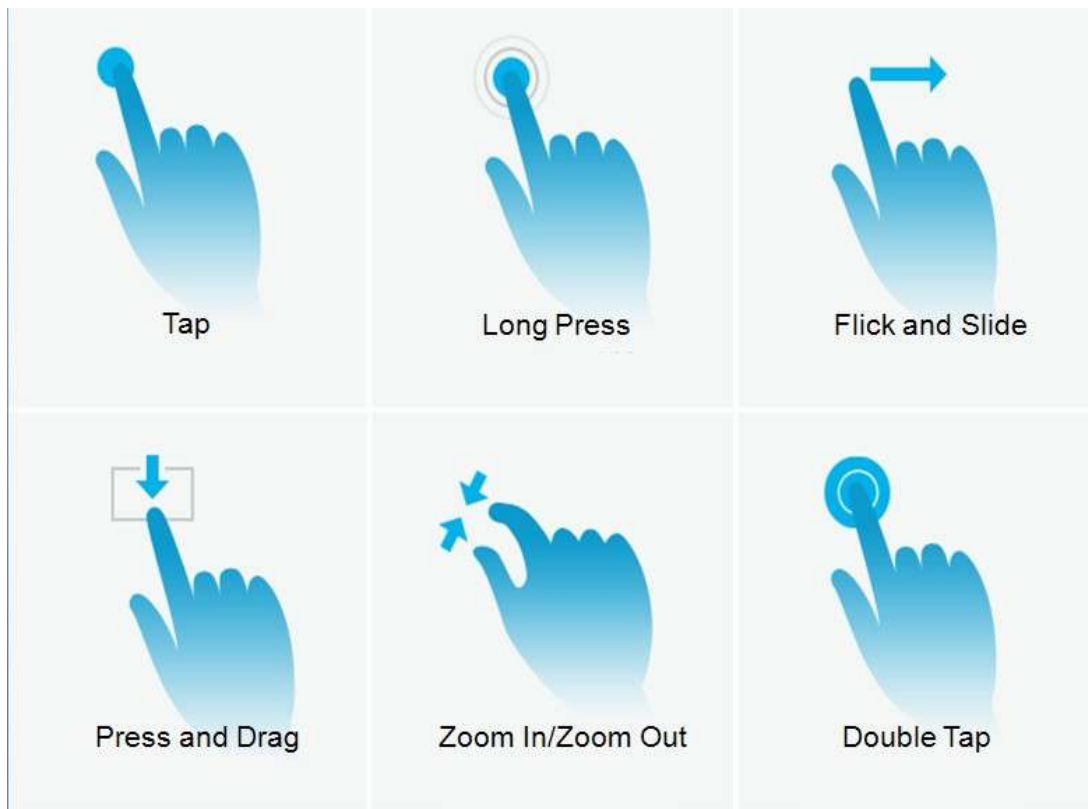 Tap
Long Press
Flick and Slide
Press and Drag
Zoom In/Zoom Out
Double Tap